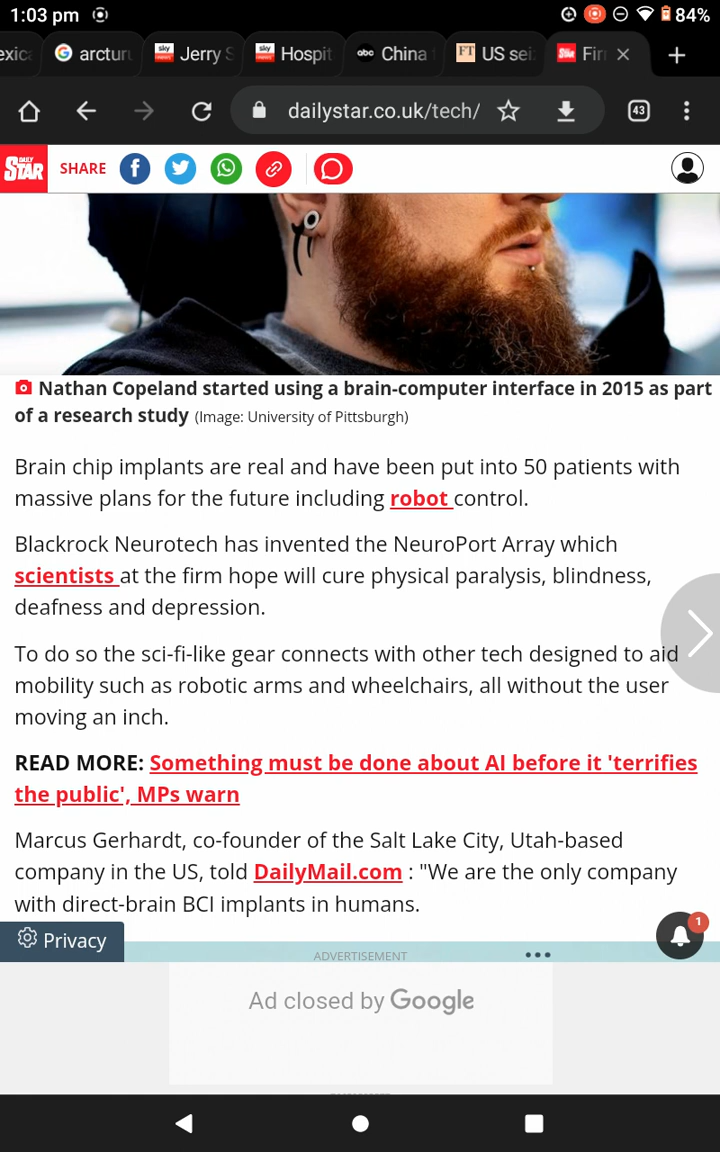 1:03 pm 84%
exica arctur Jerry S Hospit China US sei Fir
dailystar.co.uk/tech/ 43
DAILY STAR SHARE
Nathan Copeland started using a brain-computer interface in 2015 as part
of a research study (Image: University of Pittsburgh)
Brain chip implants are real and have been put into 50 patients with
massive plans for the future including robot control.
Blackrock Neurotech has invented the NeuroPort Array which
scientists at the firm hope will cure physical paralysis, blindness,
deafness and depression.
To do so the sci-fi-like gear connects with other tech designed to aid
mobility such as robotic arms and wheelchairs, all without the user
moving an inch.
READ MORE: Something must be done about AI before it 'terrifies
the public', MPs warn
Marcus Gerhardt, co-founder of the Salt Lake City, Utah-based
company in the US, told DailyMail.com : "We are the only company
with direct-brain BCI implants in humans.
Privacy 1
ADVERTISEMENT
Ad closed by Google